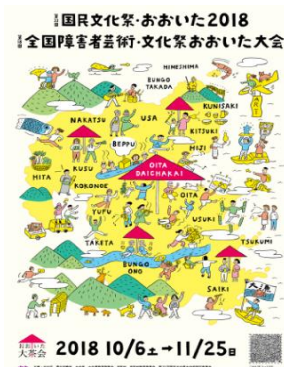 国民文化祭・おおいた2018
全国障害者芸術・文化祭おおいた大会
HIMESHIMA
BUNGO
TAKADA
KUNISAKI
NAKATSU
USA
KITSUKI
BEPPU
HIJI
OITA
DAICHAKAI
HITA
KUSU
KOKONOE
OITA
YUFU
USUKI
TAKETA
TSUKUMI
BUNGO
ONO
SAIKI
おおいた
大茶会
2018 10/6土→11/25日